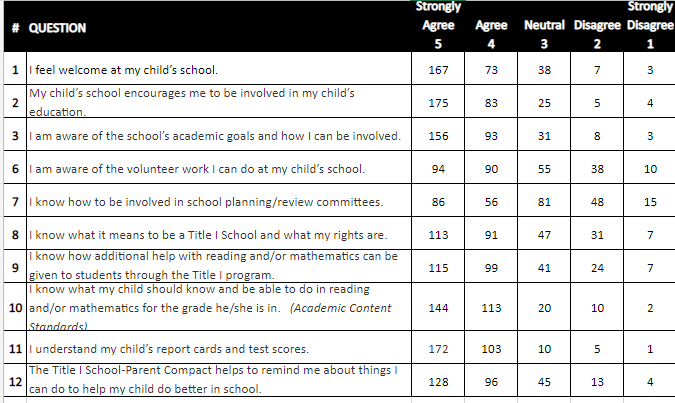 Strongly Strongly
# QUESTION Agree Agree Neutral Disagree Disagree
5 4 3 2 1
1 I feel welcome at my child's school. 167 73 38 7 3
My child's school encourages me to be involved in my child's
2 175 83 25 5 4
education.
3 I am aware of the school's academic goals and how I can be involved. 156 93 31 8 3
6 I am aware of the volunteer work I can do at my child's school. 94 90 55 38 10
7 I know how to be involved in school planning/review committees. 86 56 81 48 15
8 I know what it means to be a Title I School and what my rights are. 113 91 47 31 7
I know how additional help with reading and/or mathematics can be
9 115 99 41 24 7
given to students through the Title I program.
I know what my child should know and be able to do in reading
10 and/or mathematics for the grade he/she is in. (Academic Content 144 113 20 10 2
Standards)
11 I understand my child's report cards and test scores. 172 103 10 5 1
The Title I School-Parent Compact helps to remind me about things I
12 128 96 45 13 4
can do to help my child do better in school.